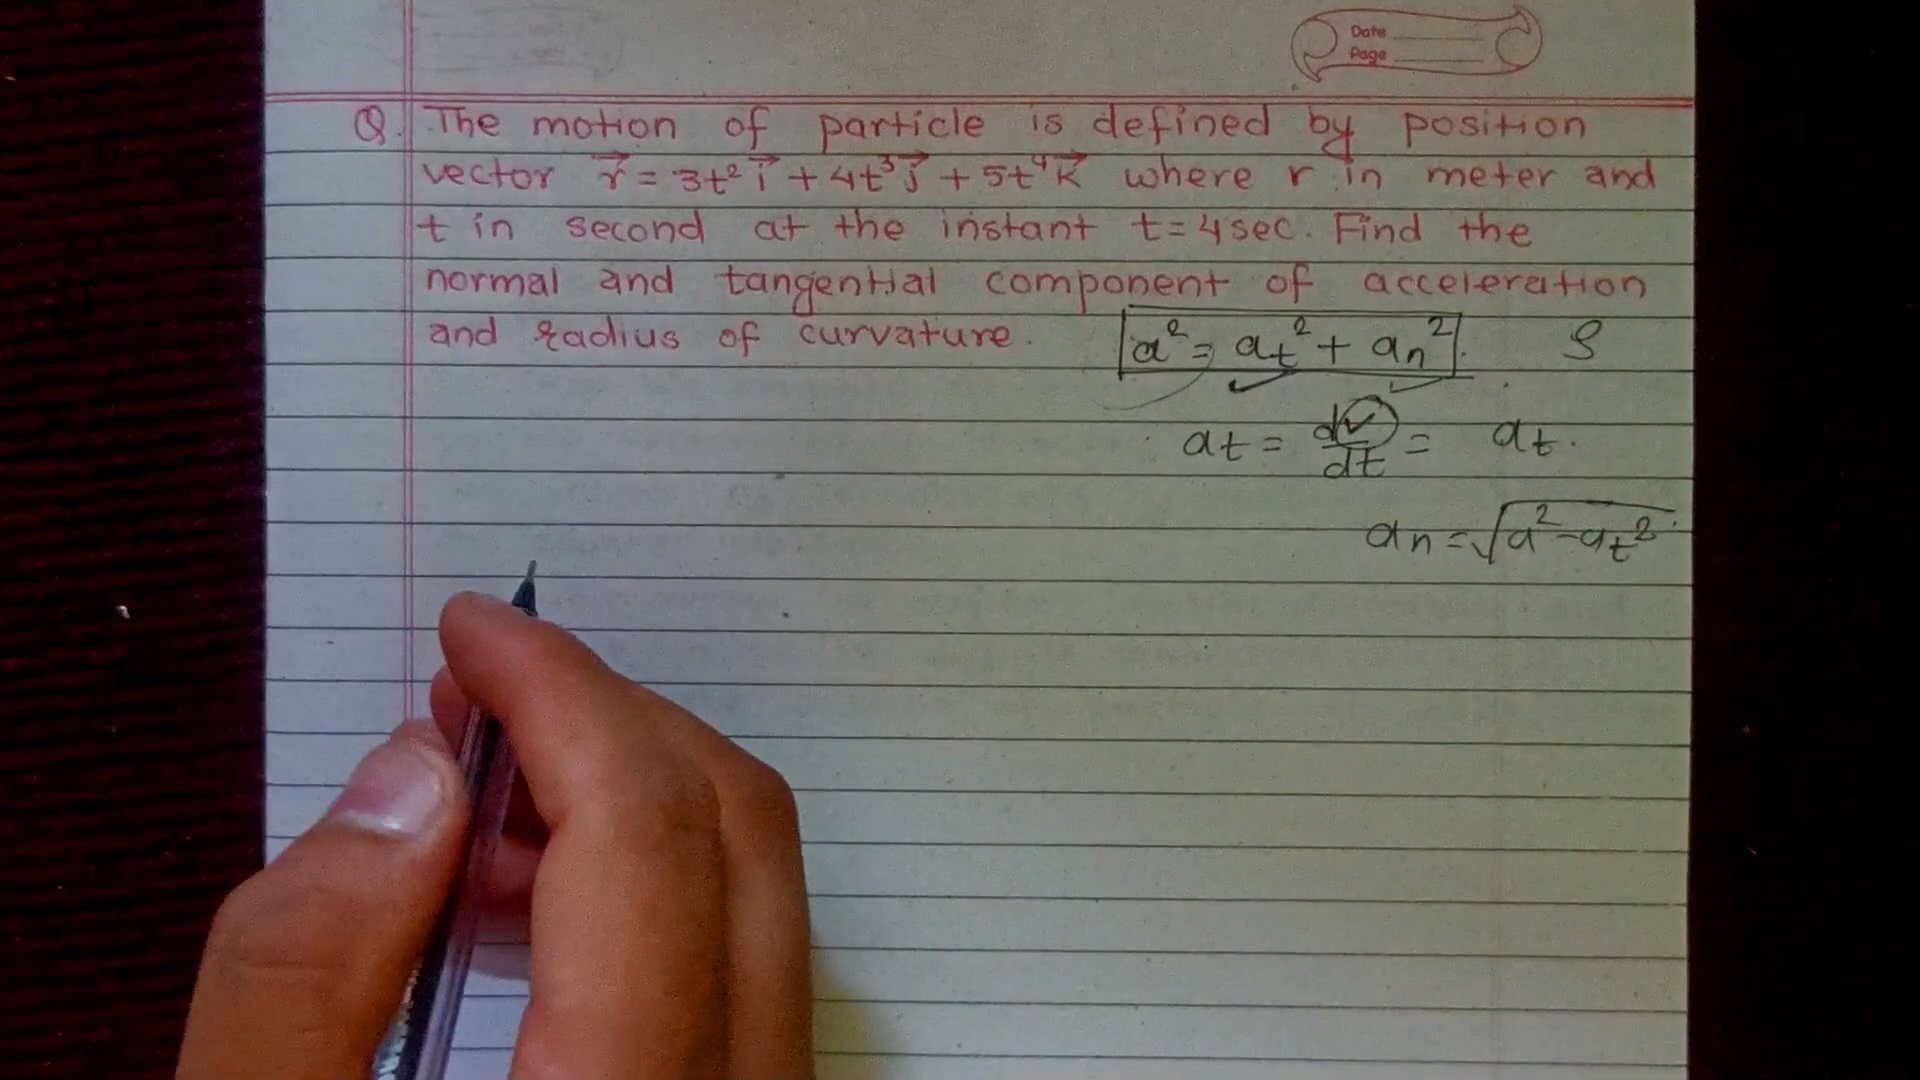 Date
Page
Q. The motion of particle is defined by position
vector r⃗ = 3t² i⃗ + 4t³ j⃗ + 5t⁴ k⃗ where r in meter and
t in second at the instant t = 4 sec. Find the
normal and tangential component of acceleration
and radius of curvature.
a² = at² + an². ρ
at = dv/dt = at.
an = √a² - at²